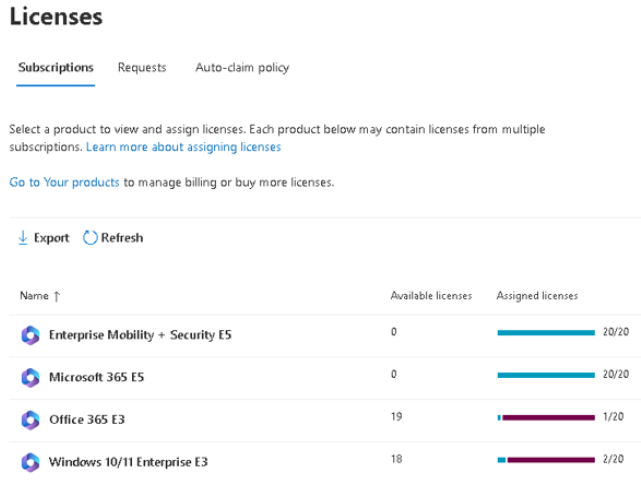 Licenses
Subscriptions Requests Auto-claim policy
Select a product to view and assign licenses. Each product below may contain licenses from multiple
subscriptions. Learn more about assigning licenses
Go to Your products to manage billing or buy more licenses.
Export Refresh
Name ↑ Available licenses Assigned licenses
Enterprise Mobility + Security E5 0 20/20
Microsoft 365 E5 0 20/20
Office 365 E3 19 1/20
Windows 10/11 Enterprise E3 18 2/20